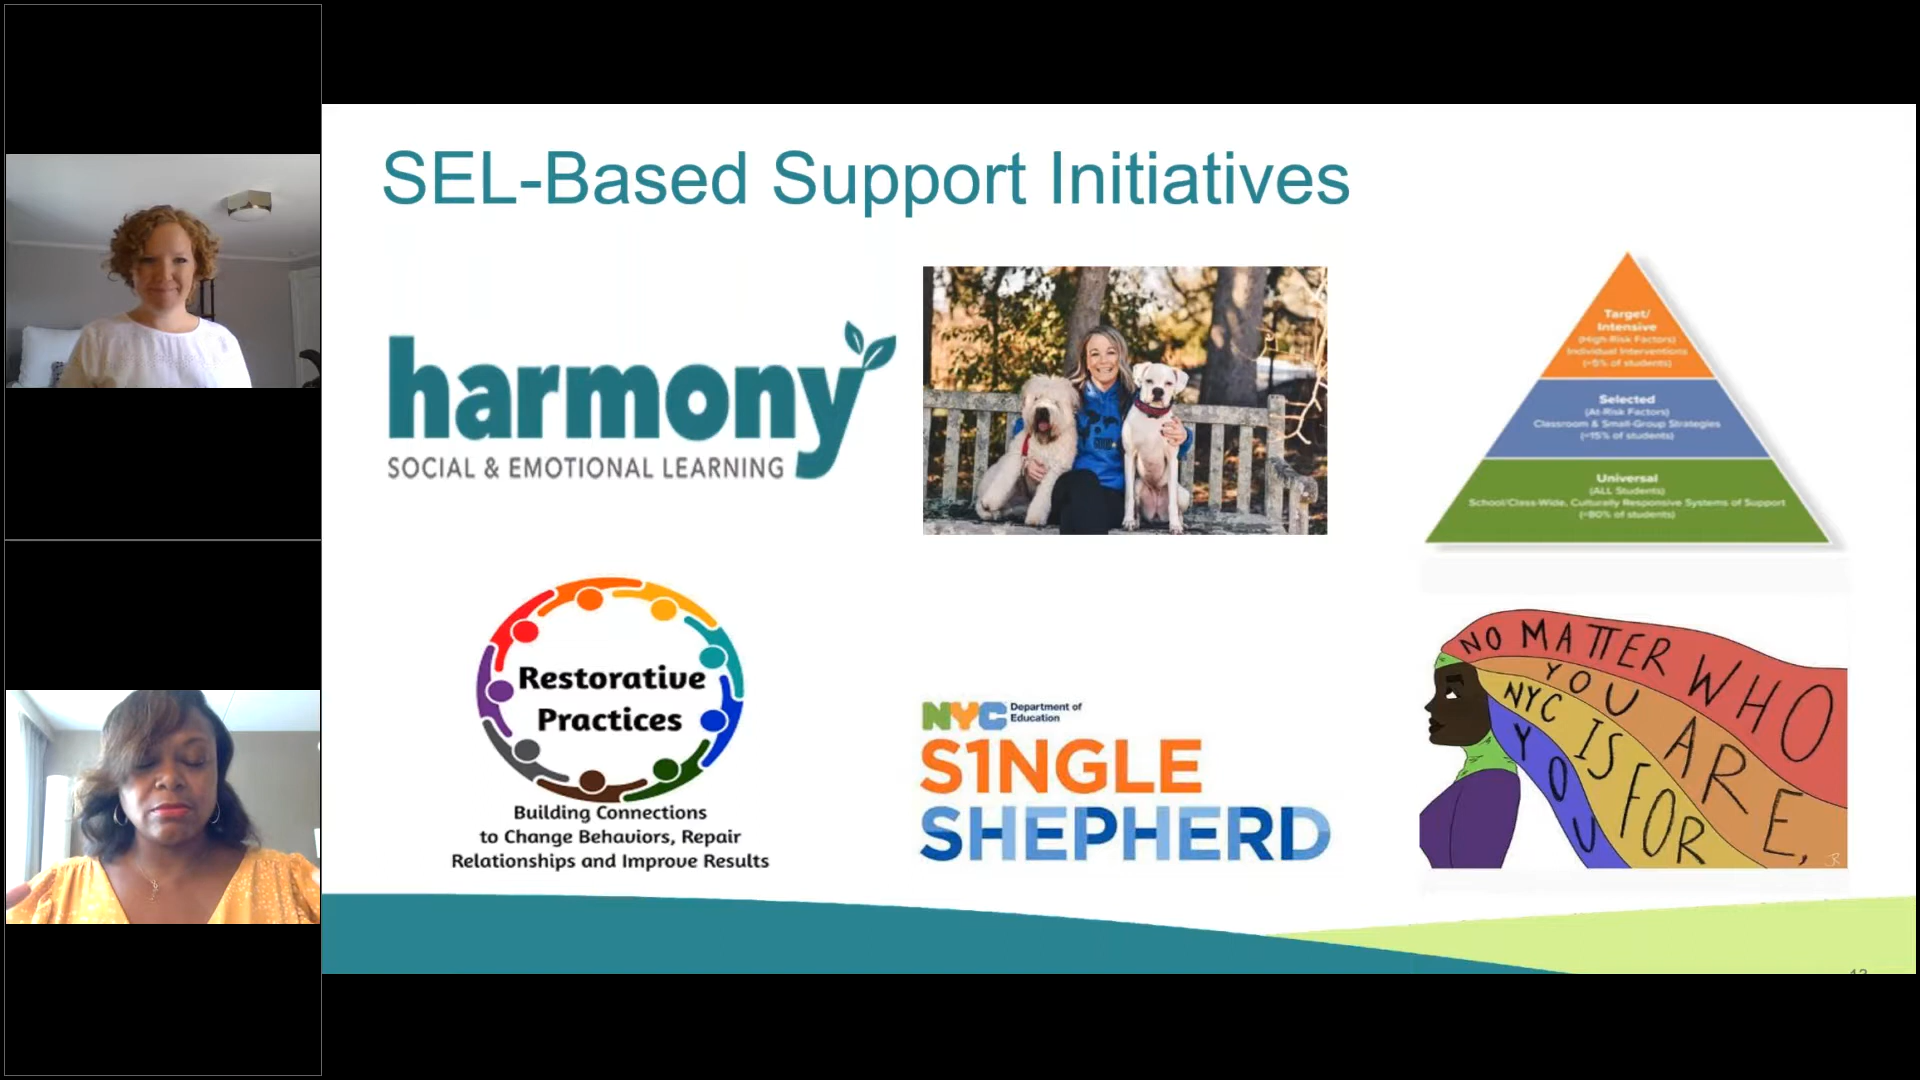 SEL-Based Support Initiatives
harmony
SOCIAL & EMOTIONAL LEARNING
Target/
Intensive
(High-Risk Factors)
Individual Interventions
(~5% of students)
Selected
(At-Risk Factors)
Classroom & Small-Group Strategies
(~15% of students)
Universal
(ALL Students)
School/Class-Wide, Culturally Responsive Systems of Support
(~80% of students)
Restorative
Practices
Building Connections
to Change Behaviors, Repair
Relationships and Improve Results
NYC Department of
Education
S1NGLE
SHEPHERD
NO MATTER WHO
YOU ARE,
NYC IS FOR
YOU